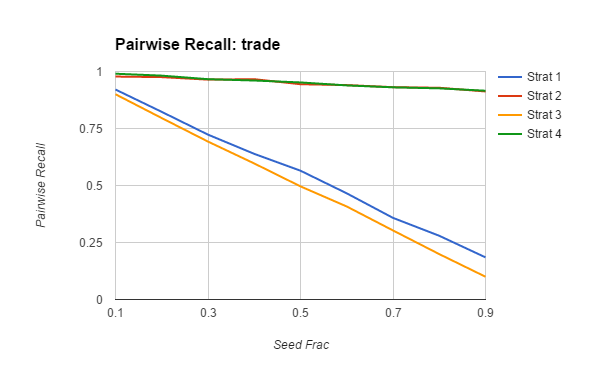 Pairwise Recall: trade
1
0.75
0.5
0.25
0
Pairwise Recall
0.1
0.3
0.5
0.7
0.9
Seed Frac
Strat 1
Strat 2
Strat 3
Strat 4